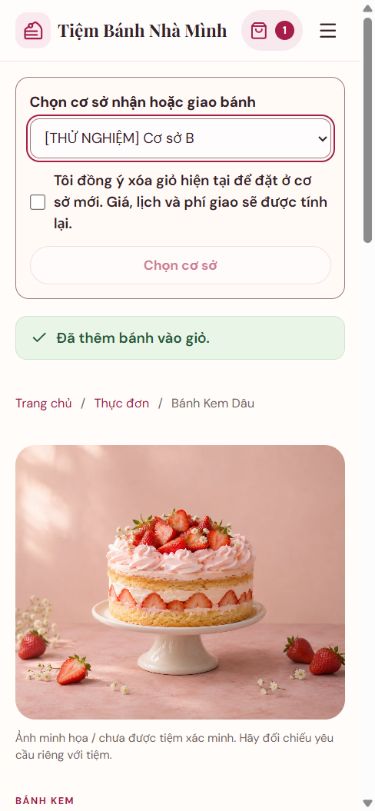 Tiệm Bánh Nhà Mình
1
Chọn cơ sở nhận hoặc giao bánh
[THỬ NGHIỆM] Cơ sở B
Tôi đồng ý xóa giỏ hiện tại để đặt ở cơ
sở mới. Giá, lịch và phí giao sẽ được tính
lại.
Chọn cơ sở
Đã thêm bánh vào giỏ.
Trang chủ / Thực đơn / Bánh Kem Dâu
Ảnh minh họa / chưa được tiệm xác minh. Hãy đối chiếu yêu
cầu riêng với tiệm.
BÁNH KEM